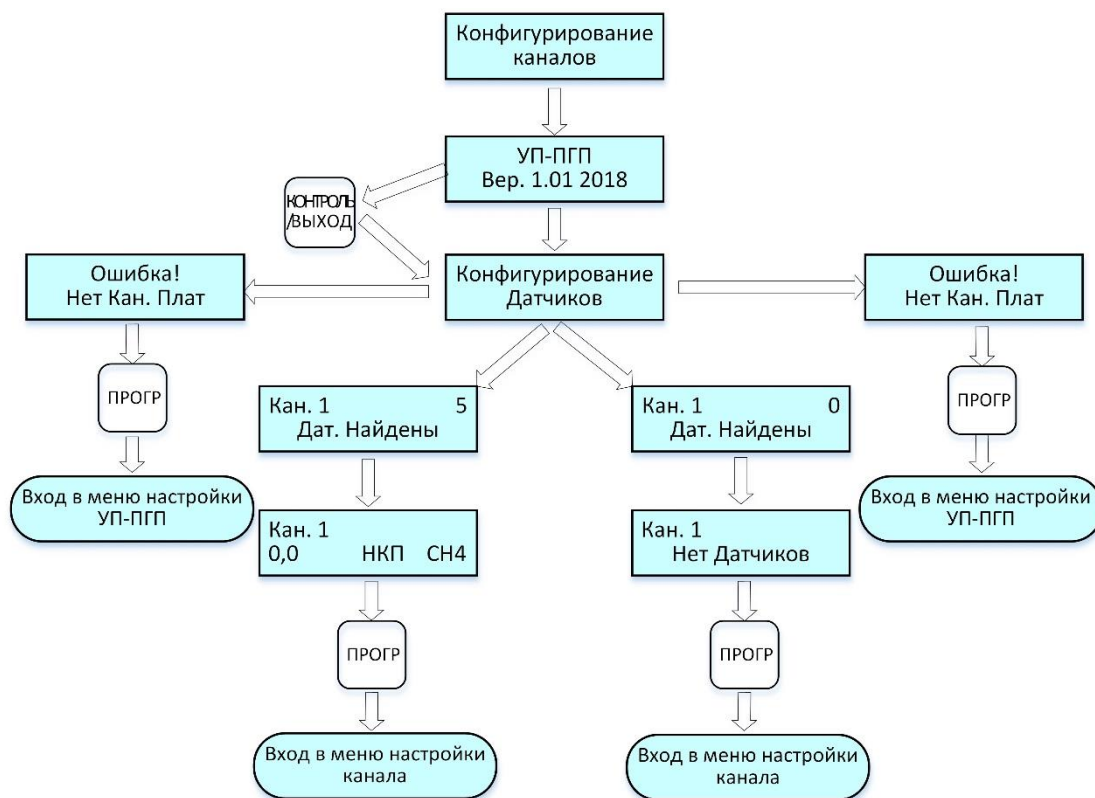 Конфигурирование
каналов
УП-ПГП
Вер. 1.01 2018
КОНТРОЛЬ
/ВЫХОД
Ошибка!
Нет Кан. Плат
Конфигурирование
Датчиков
Ошибка!
Нет Кан. Плат
ПРОГР
ПРОГР
Кан. 1 5
Дат. Найдены
Кан. 1 0
Дат. Найдены
Вход в меню настройки
УП-ПГП
Вход в меню настройки
УП-ПГП
Кан. 1
0,0 НКП СН4
Кан. 1
Нет Датчиков
ПРОГР
ПРОГР
Вход в меню настройки
канала
Вход в меню настройки
канала